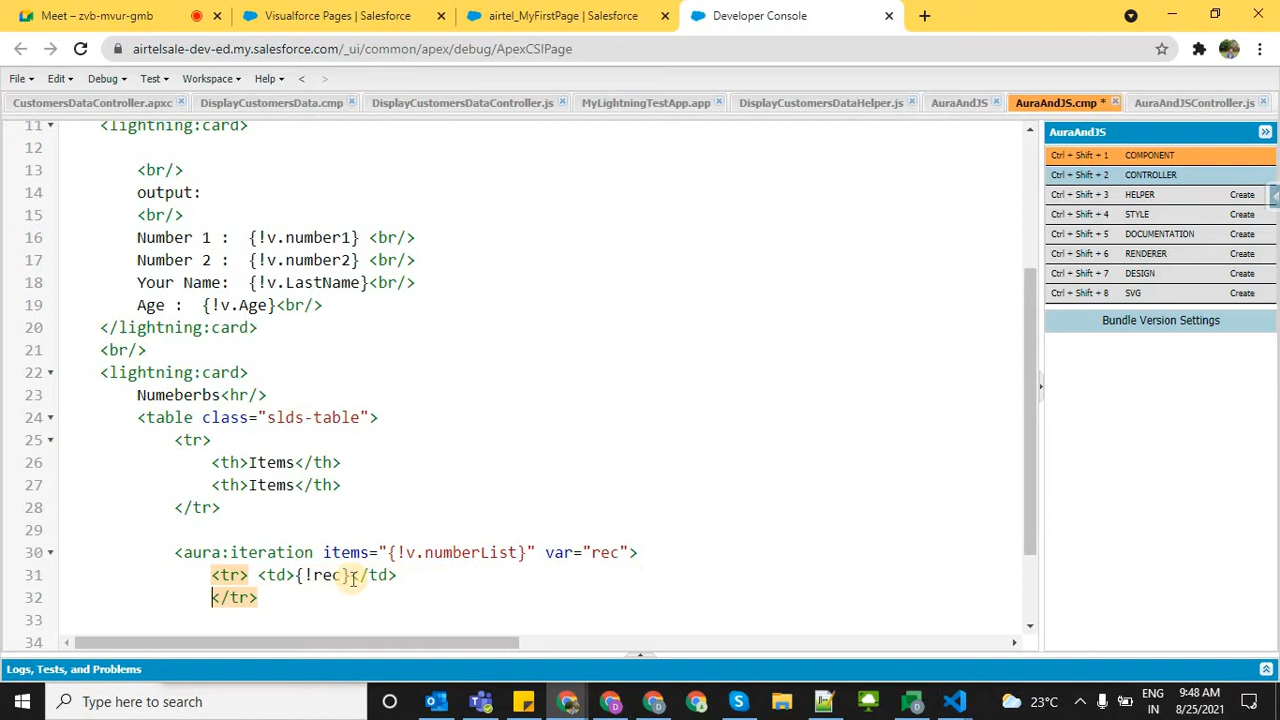 Meet – zvb-mvur-gmb
Visualforce Pages | Salesforce
airtel_MyFirstPage | Salesforce
Developer Console
airtelsale-dev-ed.my.salesforce.com/_ui/common/apex/debug/ApexCSIPage
File Edit Debug Test Workspace Help < >
CustomersDataController.apxc
DisplayCustomersData.cmp
DisplayCustomersDataController.js
MyLightningTestApp.app
DisplayCustomersDataHelper.js
AuraAndJS
AuraAndJS.cmp *
AuraAndJSController.js
11 <lightning:card>
12
13 <br/>
14 output:
15 <br/>
16 Number 1 : {!v.number1} <br/>
17 Number 2 : {!v.number2} <br/>
18 Your Name: {!v.LastName}<br/>
19 Age : {!v.Age}<br/>
20 </lightning:card>
21 <br/>
22 <lightning:card>
23 Numeberbs<hr/>
24 <table class="slds-table">
25 <tr>
26 <th>Items</th>
27 <th>Items</th>
28 </tr>
29
30 <aura:iteration items="{!v.numberList}" var="rec">
31 <tr> <td>{!rec}</td>
32 </tr>
33
34
AuraAndJS
Ctrl + Shift + 1 COMPONENT
Ctrl + Shift + 2 CONTROLLER
Ctrl + Shift + 3 HELPER Create
Ctrl + Shift + 4 STYLE Create
Ctrl + Shift + 5 DOCUMENTATION Create
Ctrl + Shift + 6 RENDERER Create
Ctrl + Shift + 7 DESIGN Create
Ctrl + Shift + 8 SVG Create
Bundle Version Settings
Logs, Tests, and Problems
Type here to search
23°C
ENG
IN
9:48 AM
8/25/2021